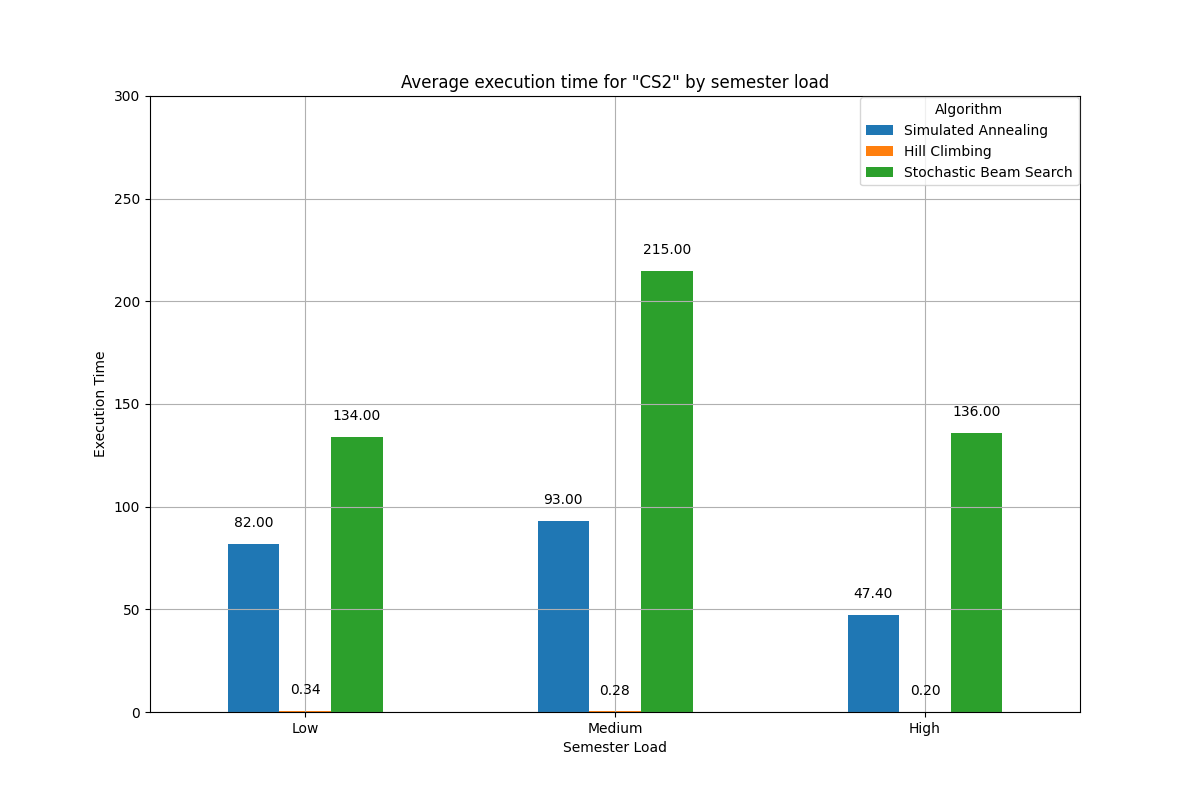 Average execution time for "CS2" by semester load
Algorithm
Simulated Annealing
Hill Climbing
Stochastic Beam Search
Execution Time
300
250
200
150
100
50
0
82.00
0.34
134.00
93.00
0.28
215.00
47.40
0.20
136.00
Low
Medium
High
Semester Load